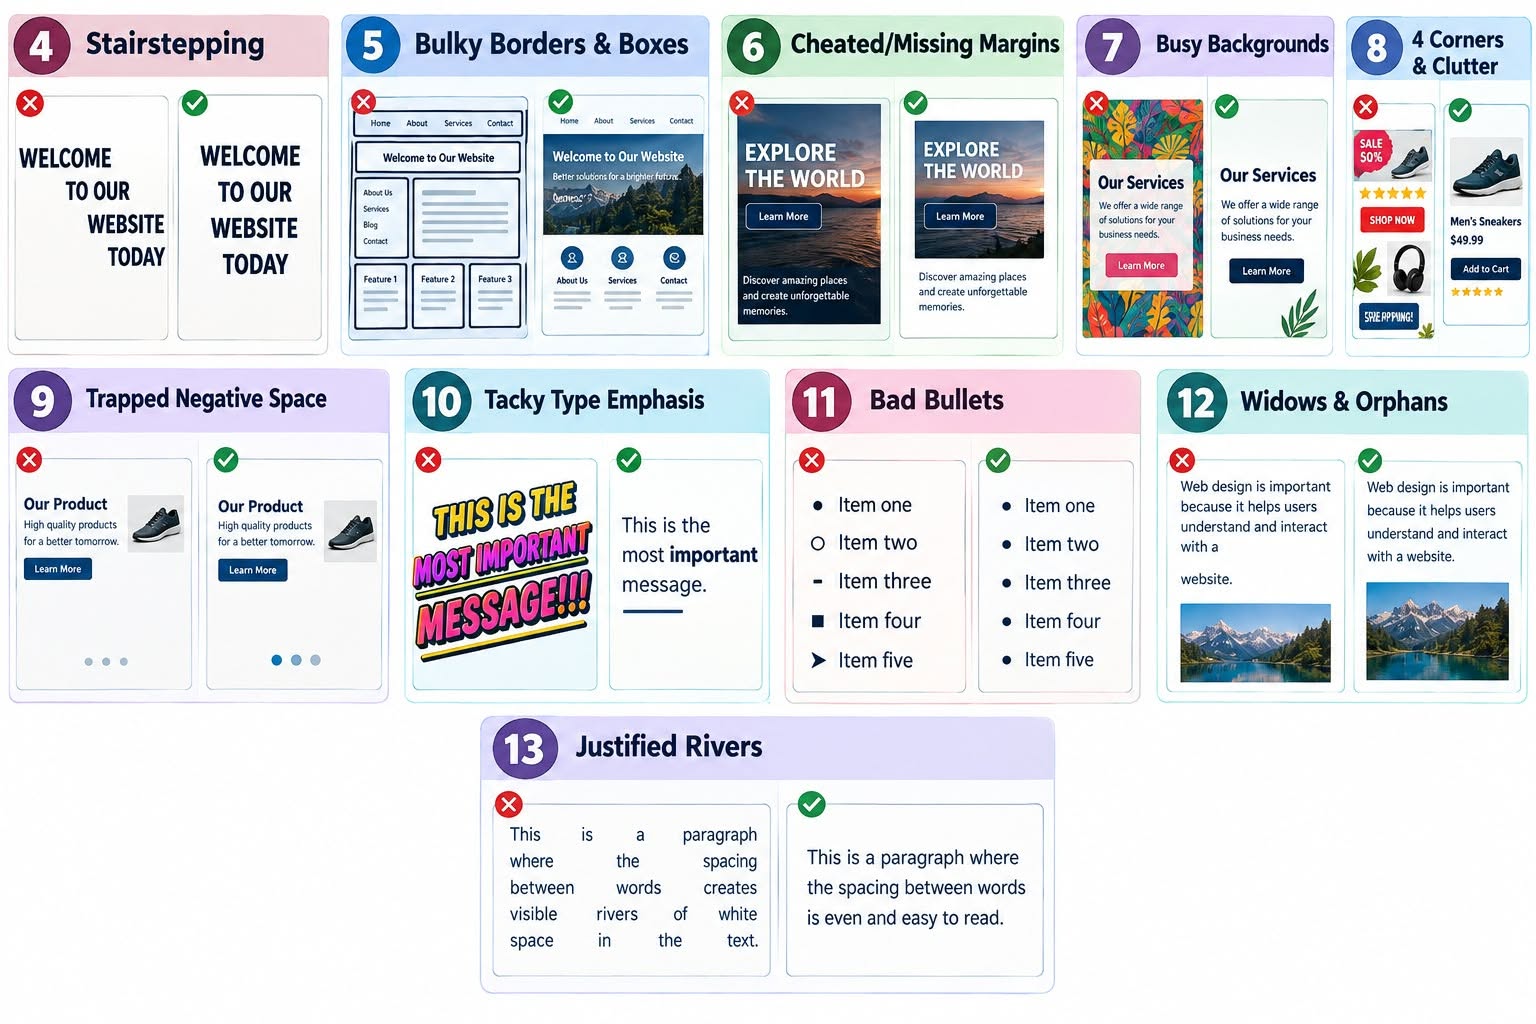 4 Stairstepping
WELCOME
TO OUR
WEBSITE
TODAY
WELCOME
TO OUR
WEBSITE
TODAY
5 Bulky Borders & Boxes
Home About Services Contact
Welcome to Our Website
About Us
Services
Blog
Contact
Feature 1 Feature 2 Feature 3
Home About Services Contact
Welcome to Our Website
Better solutions for a brighter future.
About Us Services Contact
6 Cheated/Missing Margins
EXPLORE
THE WORLD
Learn More
Discover amazing places
and create unforgettable
memories.
EXPLORE
THE WORLD
Learn More
Discover amazing places
and create unforgettable
memories.
7 Busy Backgrounds
Our Services
We offer a wide range
of solutions for your
business needs.
Learn More
Our Services
We offer a wide range
of solutions for your
business needs.
Learn More
8 4 Corners
& Clutter
SALE
50%
SHOP NOW
Men's Sneakers
$49.99
Add to Cart
9 Trapped Negative Space
Our Product
High quality products
for a better tomorrow.
Learn More
Our Product
High quality products
for a better tomorrow.
Learn More
10 Tacky Type Emphasis
THIS IS THE
MOST IMPORTANT
MESSAGE!!!
This is the
most important
message.
11 Bad Bullets
● Item one
○ Item two
- Item three
■ Item four
➤ Item five
● Item one
● Item two
● Item three
● Item four
● Item five
12 Widows & Orphans
Web design is important
because it helps users
understand and interact
with a
website.
Web design is important
because it helps users
understand and interact
with a website.
13 Justified Rivers
This is a paragraph
where the spacing
between words creates
visible rivers of white
space in the text.
This is a paragraph where
the spacing between words
is even and easy to read.